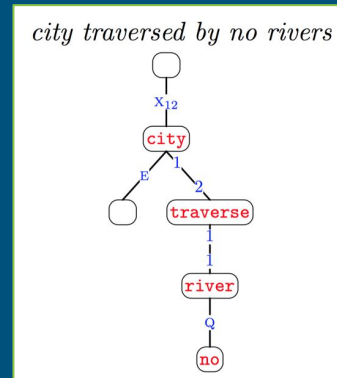 city traversed by no rivers
X12
city
E 1
2
traverse
1
1
river
Q
no